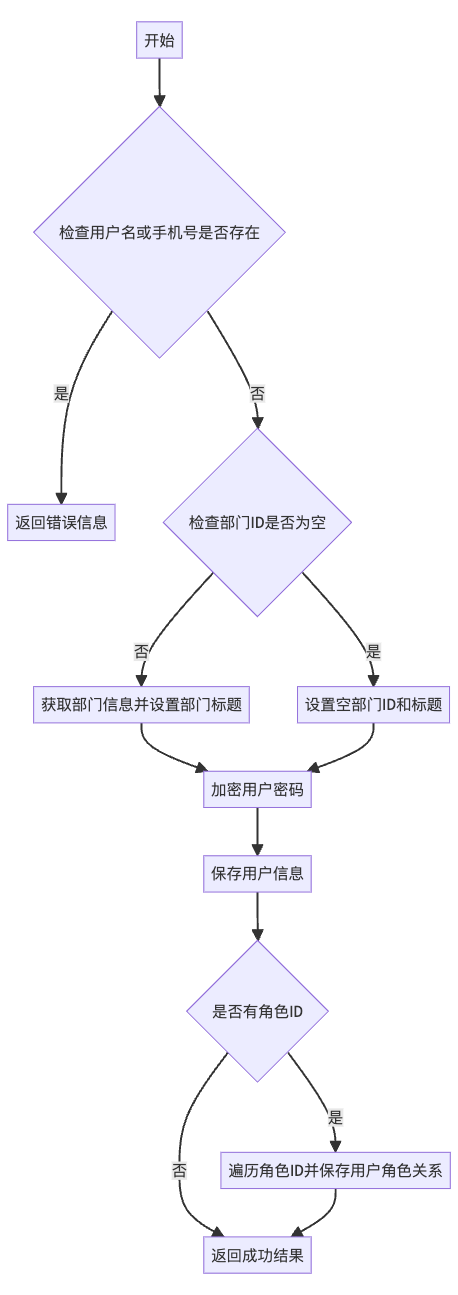 开始
检查用户名或手机号是否存在
是
否
返回错误信息
检查部门ID是否为空
否
是
获取部门信息并设置部门标题
设置空部门ID和标题
加密用户密码
保存用户信息
是否有角色ID
是
否
遍历角色ID并保存用户角色关系
返回成功结果